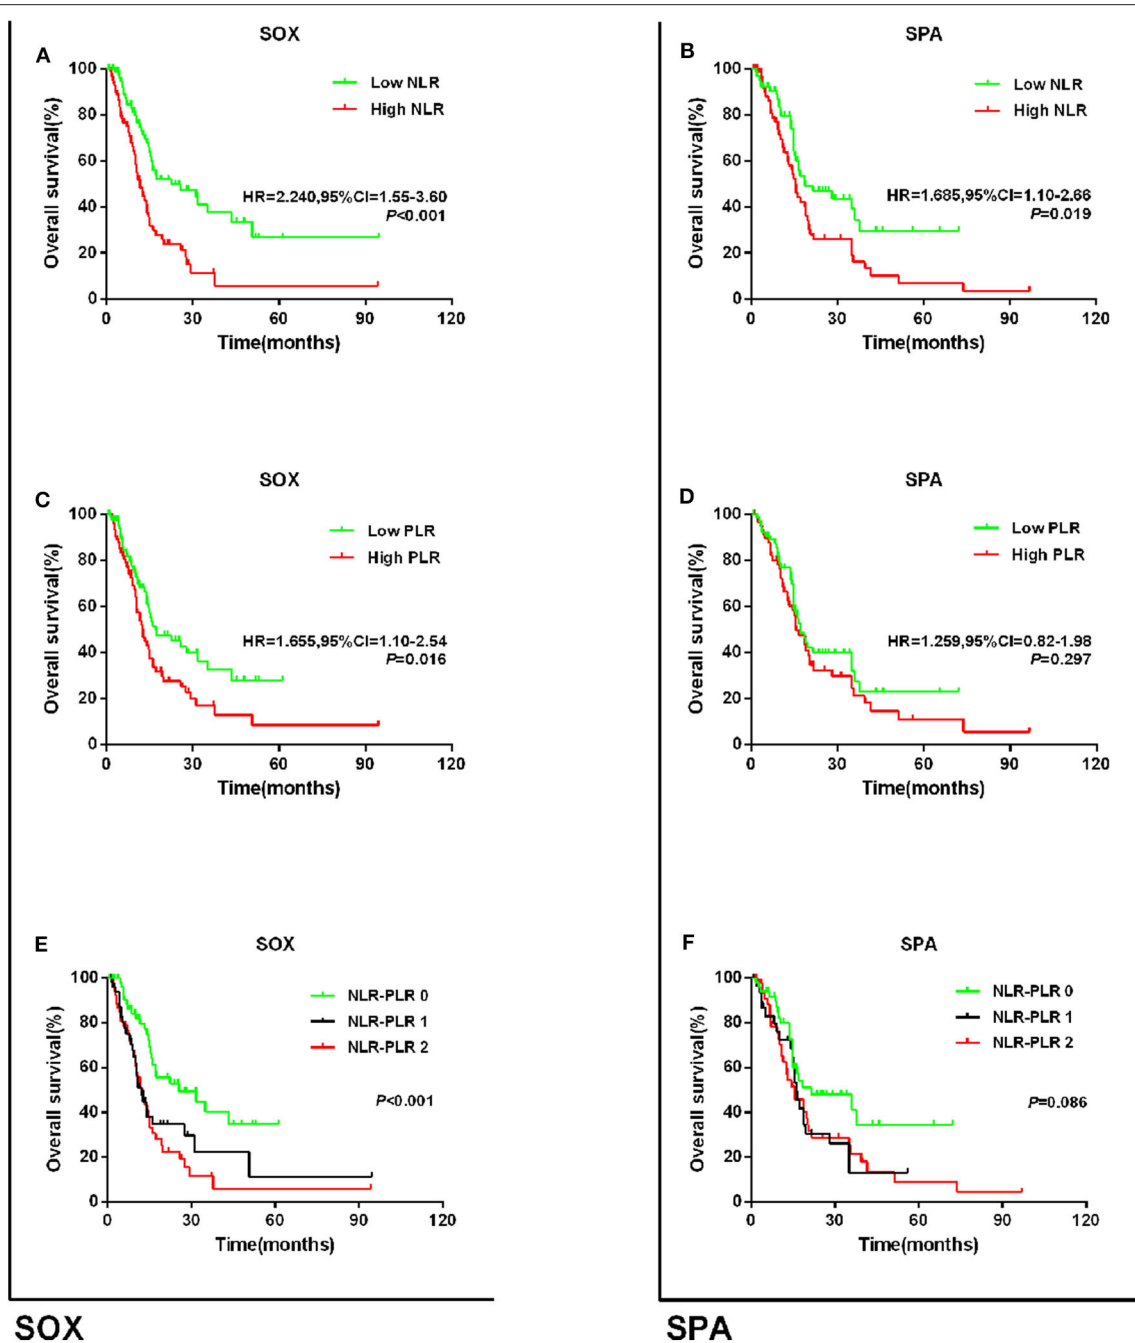 A
SOX
Low NLR
High NLR
Overall survival(%)
100
80
60
40
20
0
HR=2.240,95%CI=1.55-3.60
P<0.001
0 30 60 90 120
Time(months)
B
SPA
Low NLR
High NLR
Overall survival(%)
100
80
60
40
20
0
HR=1.685,95%CI=1.10-2.66
P=0.019
0 30 60 90 120
Time(months)
C
SOX
Low PLR
High PLR
Overall survival(%)
100
80
60
40
20
0
HR=1.655,95%CI=1.10-2.54
P=0.016
0 30 60 90 120
Time(months)
D
SPA
Low PLR
High PLR
Overall survival(%)
100
80
60
40
20
0
HR=1.259,95%CI=0.82-1.98
P=0.297
0 30 60 90 120
Time(months)
E
SOX
NLR-PLR 0
NLR-PLR 1
NLR-PLR 2
Overall survival(%)
100
80
60
40
20
0
P<0.001
0 30 60 90 120
Time(months)
F
SPA
NLR-PLR 0
NLR-PLR 1
NLR-PLR 2
Overall survival(%)
100
80
60
40
20
0
P=0.086
0 30 60 90 120
Time(months)
SOX
SPA